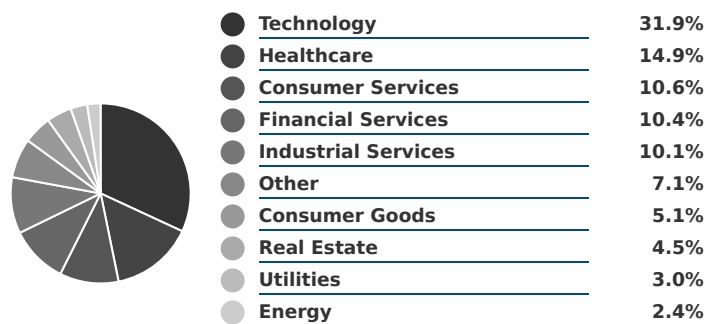 Technology 31.9%
Healthcare 14.9%
Consumer Services 10.6%
Financial Services 10.4%
Industrial Services 10.1%
Other 7.1%
Consumer Goods 5.1%
Real Estate 4.5%
Utilities 3.0%
Energy 2.4%